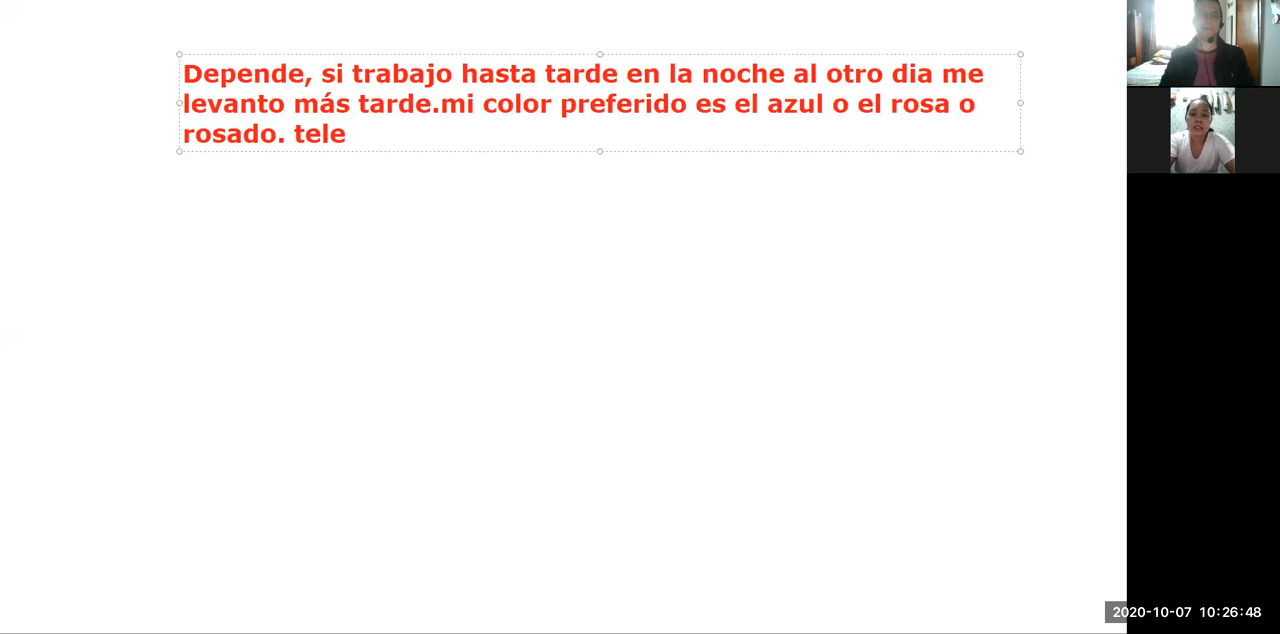 Depende, si trabajo hasta tarde en la noche al otro dia me
levanto más tarde.mi color preferido es el azul o el rosa o
rosado. tele
2020-10-07 10:26:48